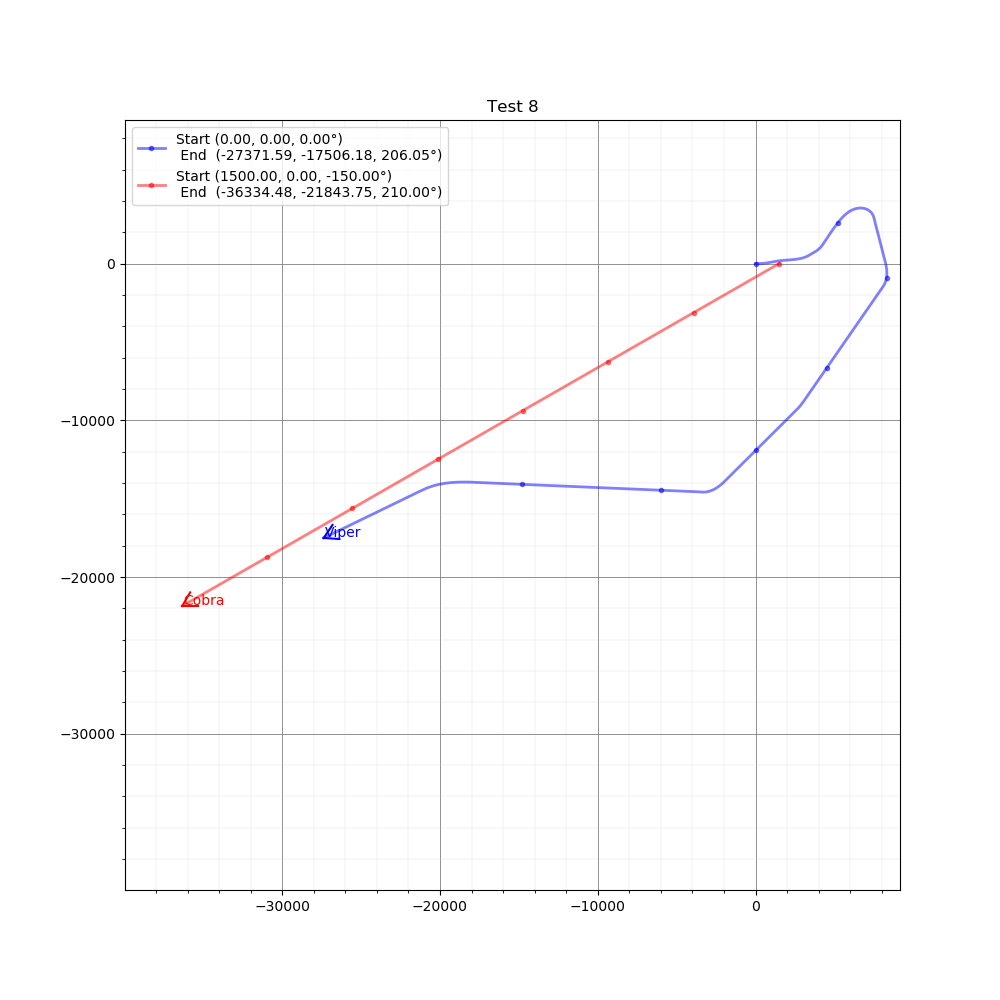 Test 8
Start (0.00, 0.00, 0.00°)
End  (-27371.59, -17506.18, 206.05°)
Start (1500.00, 0.00, -150.00°)
End  (-36334.48, -21843.75, 210.00°)
0
−10000
−20000
−30000
Viper
Cobra
−30000
−20000
−10000
0